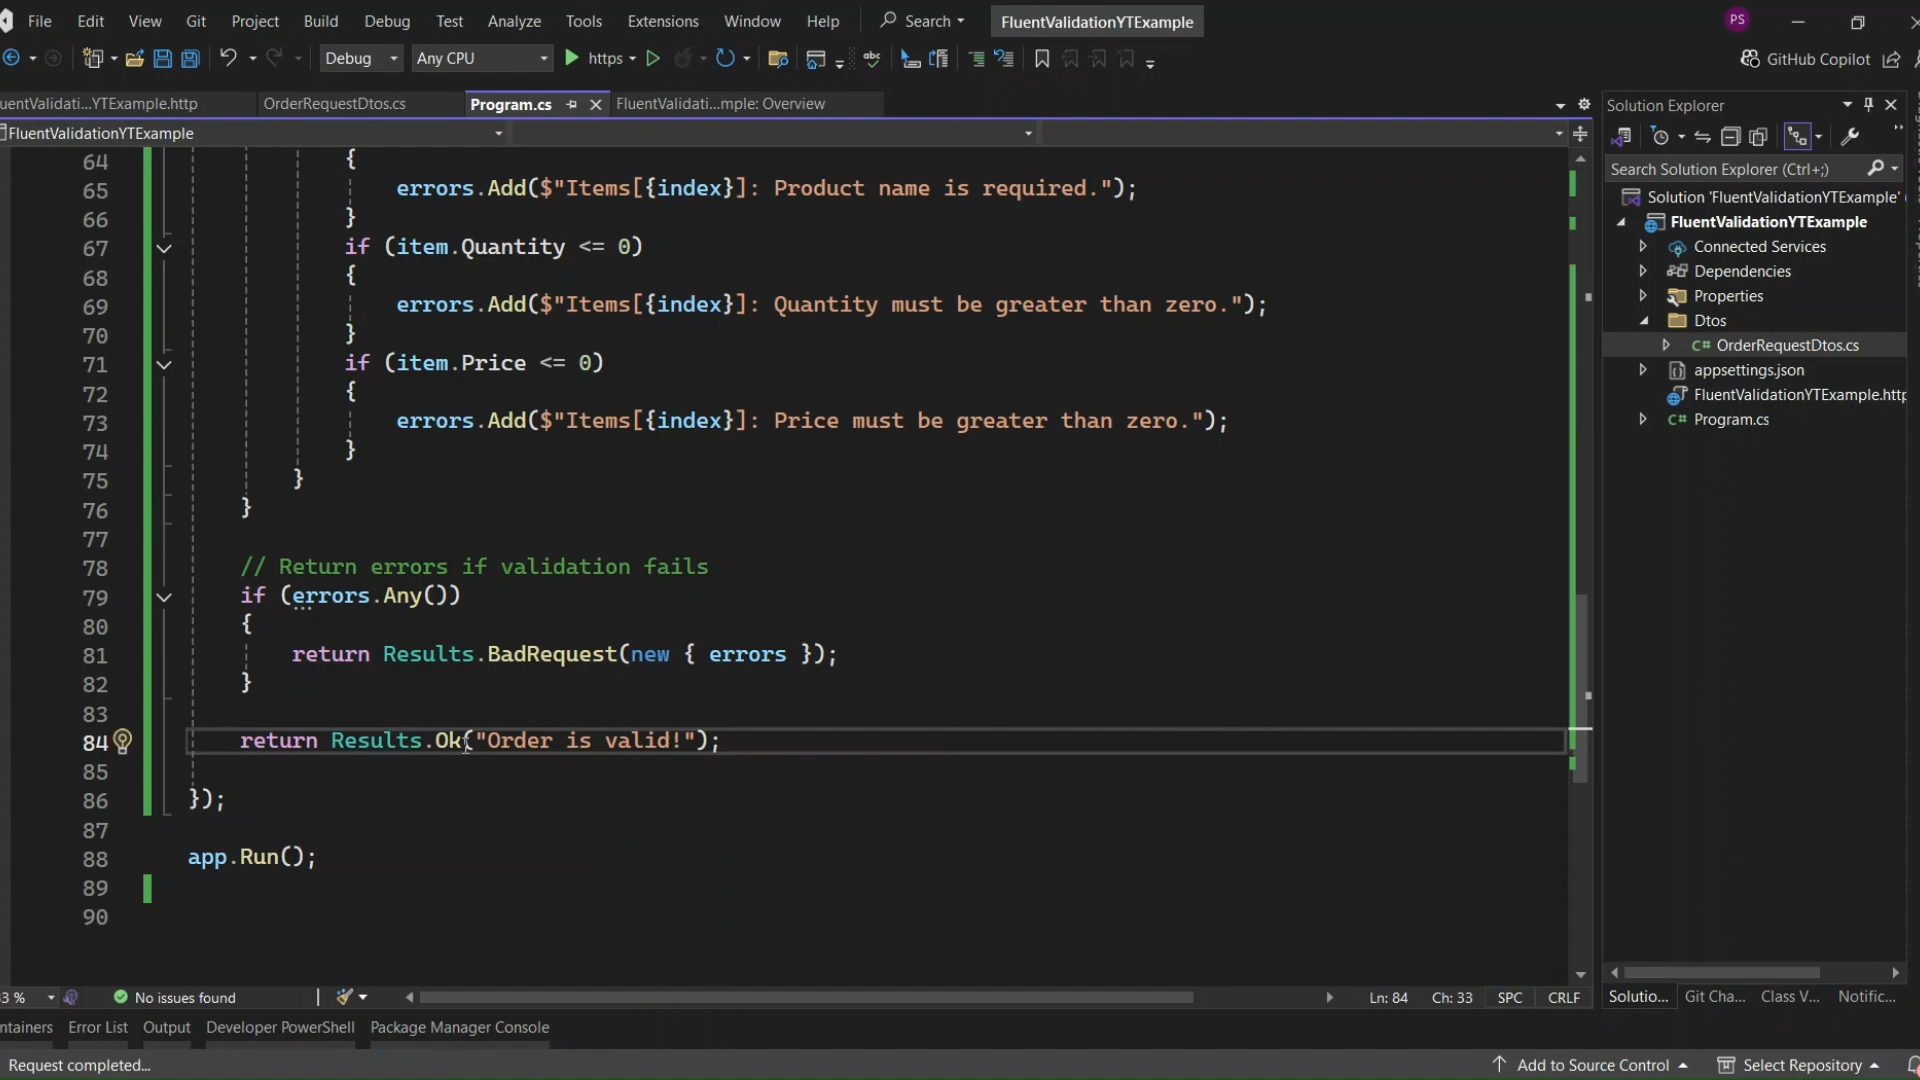 File Edit View Git Project Build Debug Test Analyze Tools Extensions Window Help Search FluentValidationYTExample PS
Debug Any CPU https GitHub Copilot
uentValidati...YTExample.http OrderRequestDtos.cs Program.cs FluentValidati...mple: Overview
FluentValidationYTExample
64 {
65 errors.Add($"Items[{index}]: Product name is required.");
66 }
67 if (item.Quantity <= 0)
68 {
69 errors.Add($"Items[{index}]: Quantity must be greater than zero.");
70 }
71 if (item.Price <= 0)
72 {
73 errors.Add($"Items[{index}]: Price must be greater than zero.");
74 }
75 }
76 }
77
78 // Return errors if validation fails
79 if (errors.Any())
80 {
81 return Results.BadRequest(new { errors });
82 }
83
84 return Results.Ok("Order is valid!");
85
86 });
87
88 app.Run();
89
90
3 % No issues found Ln: 84 Ch: 33 SPC CRLF
ntainers Error List Output Developer PowerShell Package Manager Console
Request completed... Add to Source Control Select Repository
Solution Explorer
Search Solution Explorer (Ctrl+;)
Solution 'FluentValidationYTExample'
FluentValidationYTExample
Connected Services
Dependencies
Properties
Dtos
C# OrderRequestDtos.cs
appsettings.json
FluentValidationYTExample.http
C# Program.cs
Solutio... Git Cha... Class V... Notific...